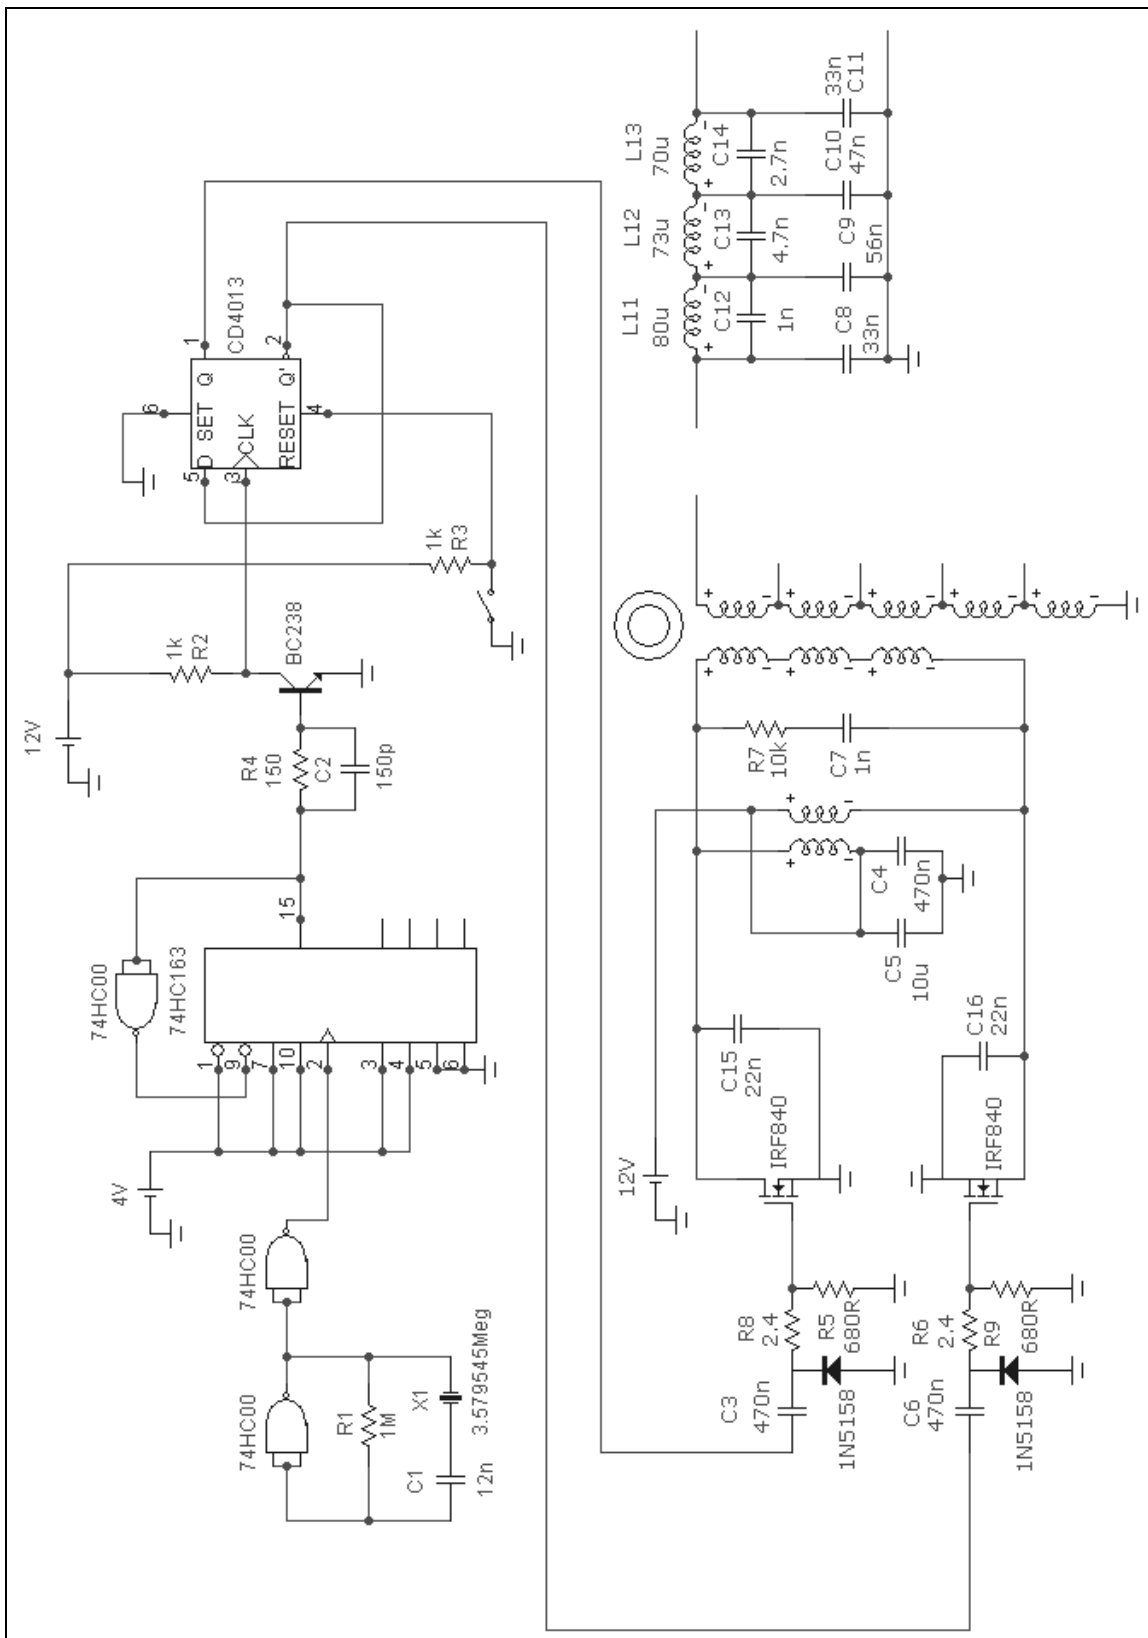 33n
C11
L13
70u
C14
2.7n
C10
47n
L12
73u
C13
4.7n
C9
56n
L11
80u
C12
1n
C8
33n
CD4013
1
2
Q
Q'
6
SET
CLK
RESET
4
5
D
3
1k
R3
1k
R2
BC238
12V
R4
150
C2
150p
15
74HC00
74HC163
1
9
7
10
2
3
4
5
6
4V
74HC00
74HC00
R1
1M
X1
3.579545Meg
C1
12n
R7
10k
C7
1n
C4
470n
C5
10u
C15
22n
C16
22n
IRF840
IRF840
12V
R8
2.4
R5
680R
R6
2.4
R9
680R
C3
470n
1N5158
C6
470n
1N5158
+
-
+
-
+
-
+
-
+
-
+
-
+
-
+
-
+
-
+
-
+
-
+
-
+
-